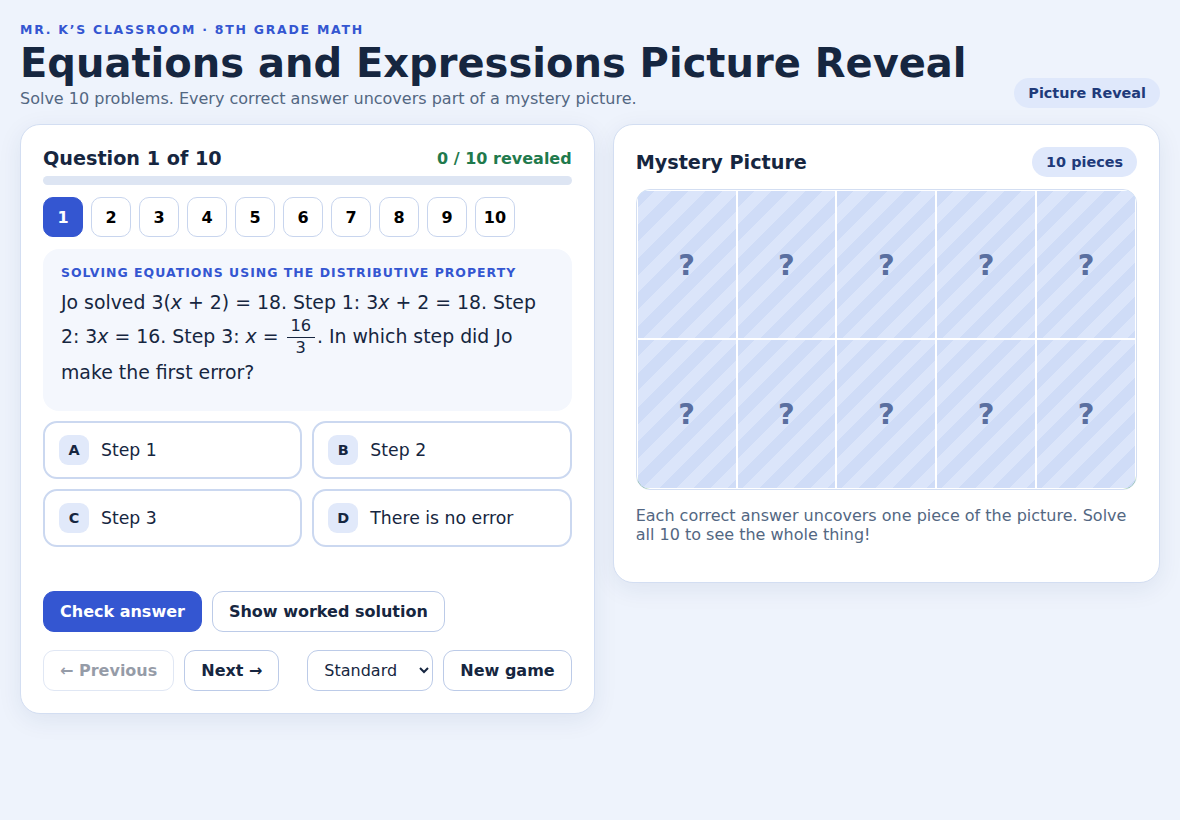 MR. K’S CLASSROOM · 8TH GRADE MATH
Equations and Expressions Picture Reveal
Solve 10 problems. Every correct answer uncovers part of a mystery picture.
Picture Reveal
Question 1 of 10
0 / 10 revealed
1 2 3 4 5 6 7 8 9 10
SOLVING EQUATIONS USING THE DISTRIBUTIVE PROPERTY
Jo solved 3(x + 2) = 18. Step 1: 3x + 2 = 18. Step
2: 3x = 16. Step 3: x = 16/3. In which step did Jo
make the first error?
A Step 1
B Step 2
C Step 3
D There is no error
Check answer
Show worked solution
← Previous
Next →
Standard
New game
Mystery Picture
10 pieces
? ? ? ? ?
? ? ? ? ?
Each correct answer uncovers one piece of the picture. Solve
all 10 to see the whole thing!